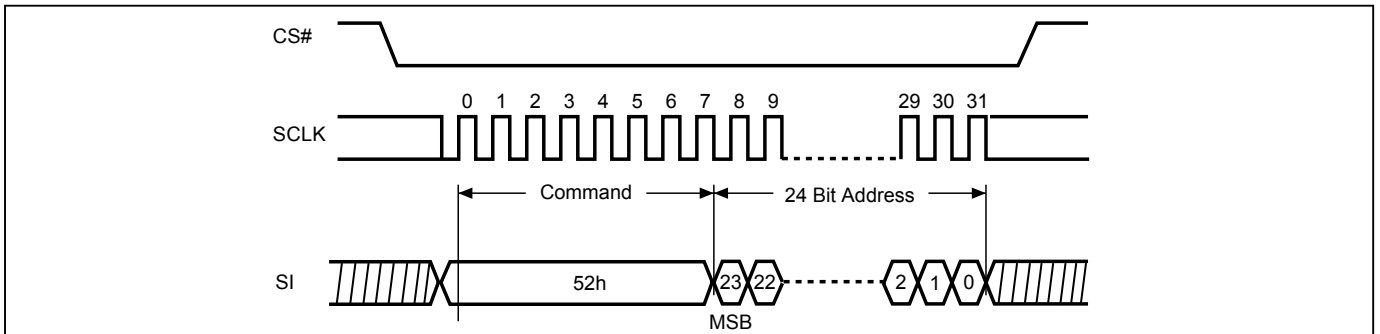 CS#
0 1 2 3 4 5 6 7 8 9 29 30 31
SCLK
Command 24 Bit Address
SI 52h 23 22 2 1 0
MSB